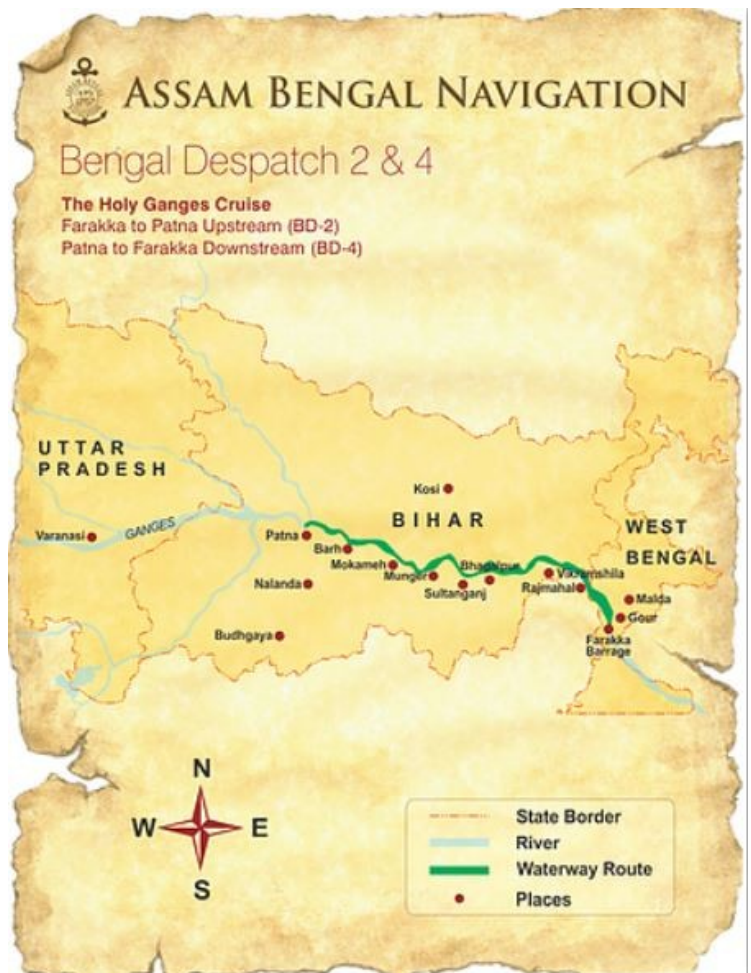 ASSAM BENGAL NAVIGATION
Bengal Despatch 2 & 4
The Holy Ganges Cruise
Farakka to Patna Upstream (BD-2)
Patna to Farakka Downstream (BD-4)
UTTAR
PRADESH
Kosi
BIHAR
WEST
BENGAL
Varanasi
GANGES
Patna
Barh
Mokameh
Munger
Bhagalpur
Sultanganj
Vikramshila
Rajmahal
Nalanda
Malda
Gour
Budhgaya
Farakka
Barrage
N
W
E
S
State Border
River
Waterway Route
Places